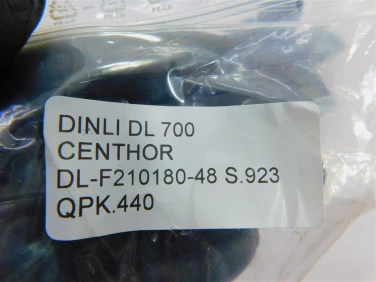 DINLI DL 700
CENTHOR
DL-F210180-48 S.923
QPK.440